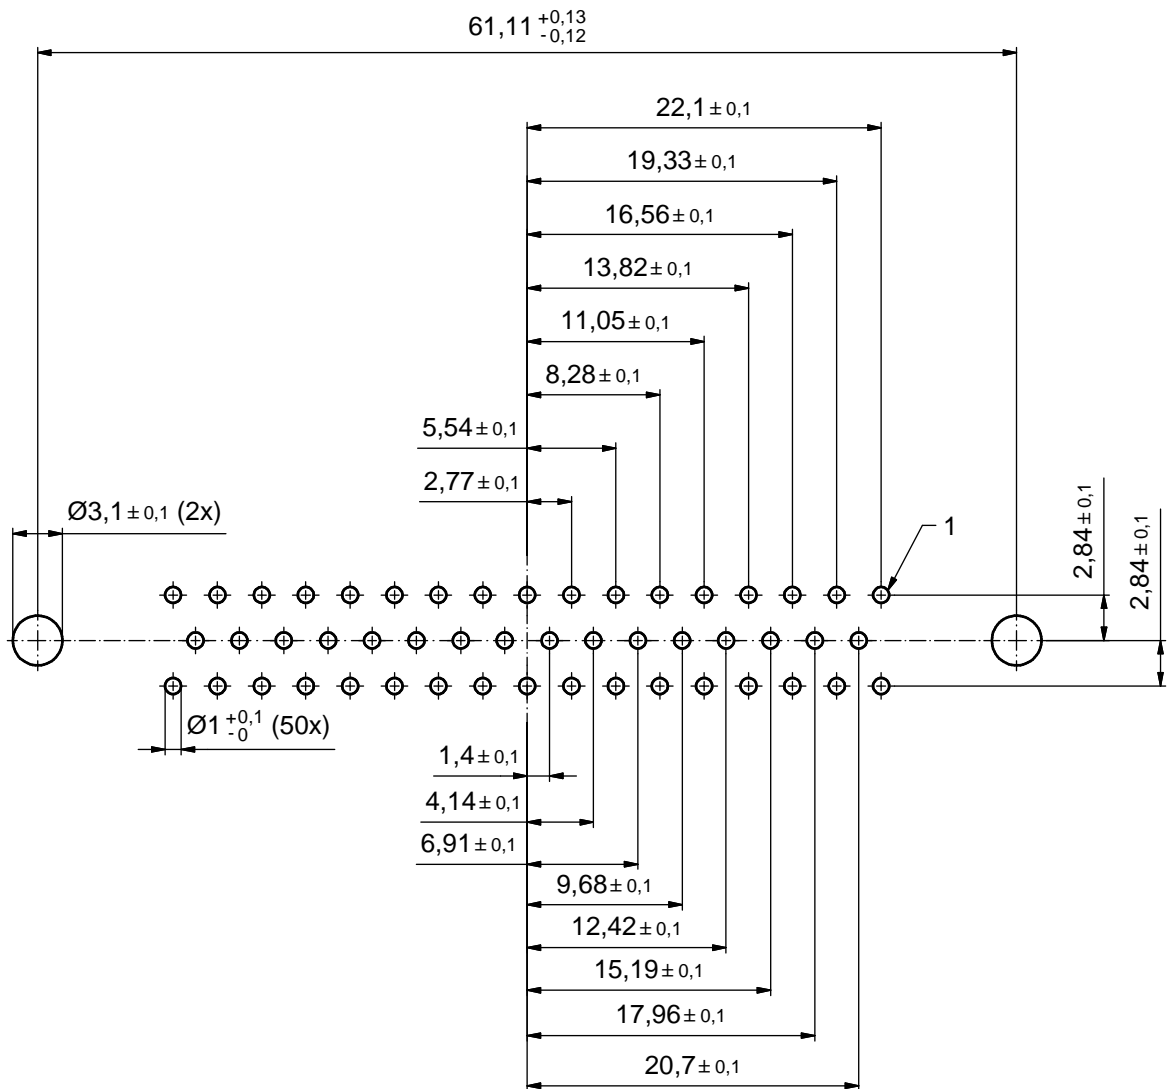 61,11 +0,13 -0,12
22,1 ± 0,1
19,33 ± 0,1
16,56 ± 0,1
13,82 ± 0,1
11,05 ± 0,1
8,28 ± 0,1
5,54 ± 0,1
2,77 ± 0,1
Ø3,1 ± 0,1 (2x)
1
2,84 ± 0,1
2,84 ± 0,1
Ø1 +0,1 -0 (50x)
1,4 ± 0,1
4,14 ± 0,1
6,91 ± 0,1
9,68 ± 0,1
12,42 ± 0,1
15,19 ± 0,1
17,96 ± 0,1
20,7 ± 0,1